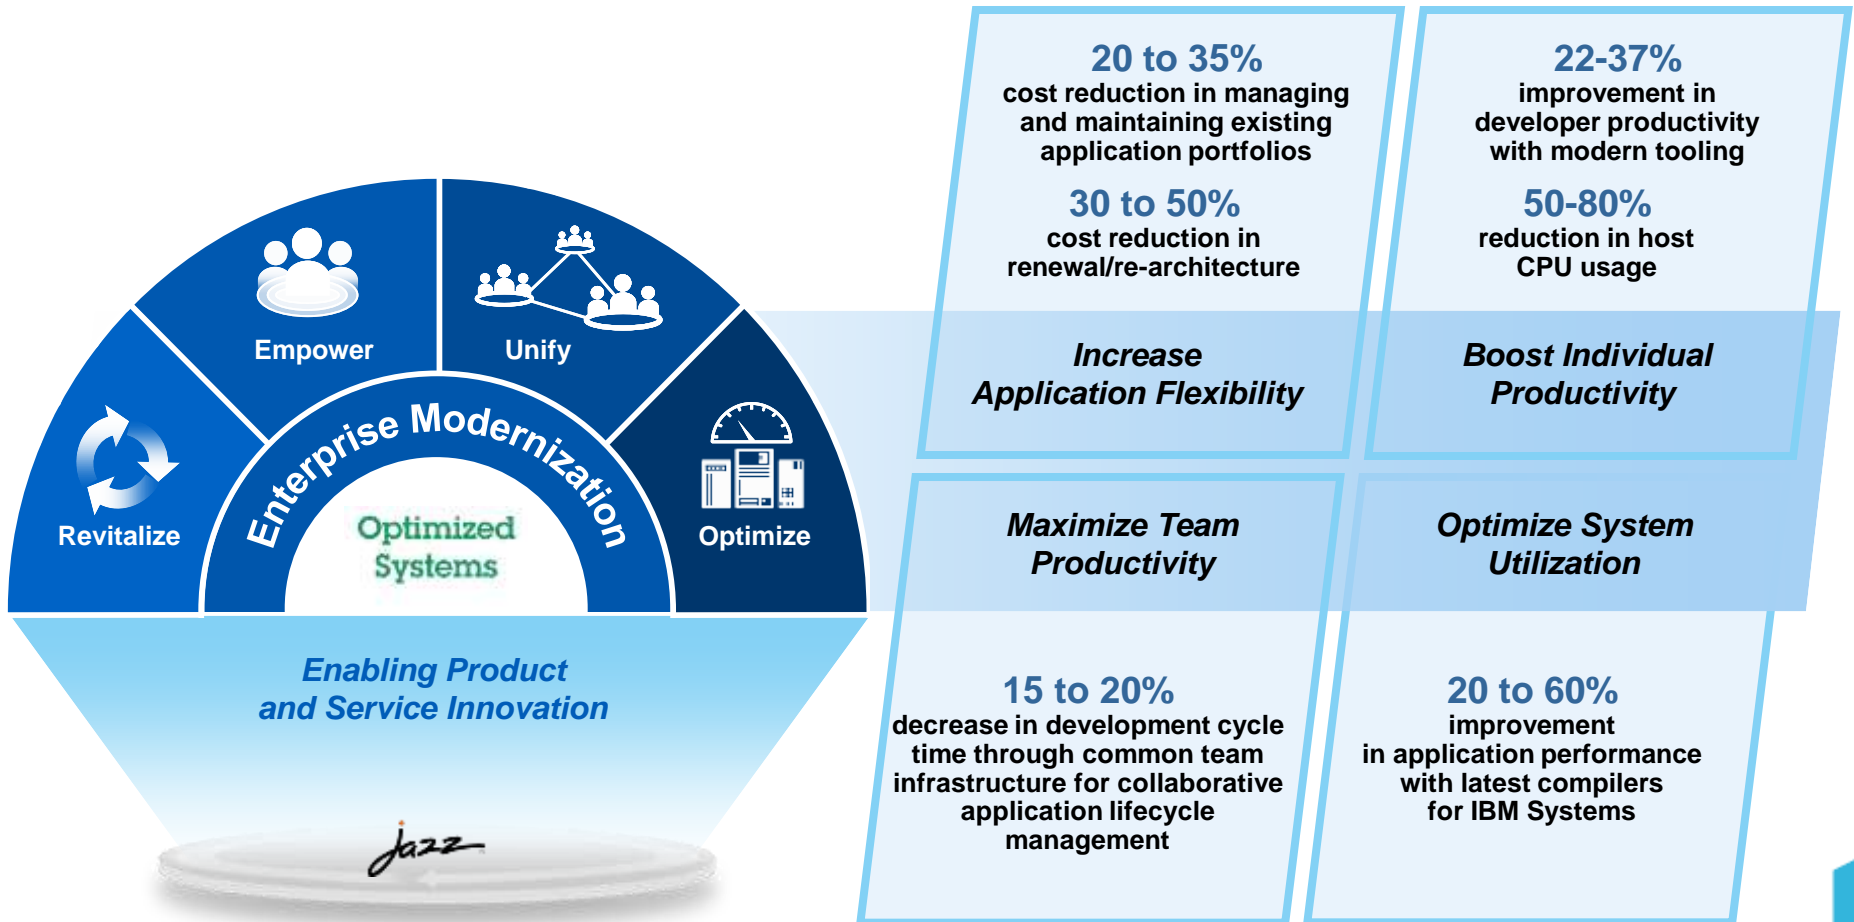 Empower
Unify
Revitalize
Optimize
Enterprise Modernization
Optimized
Systems
Enabling Product
and Service Innovation
jazz
20 to 35%
cost reduction in managing
and maintaining existing
application portfolios
30 to 50%
cost reduction in
renewal/re-architecture
Increase
Application Flexibility
22-37%
improvement in
developer productivity
with modern tooling
50-80%
reduction in host
CPU usage
Boost Individual
Productivity
Maximize Team
Productivity
15 to 20%
decrease in development cycle
time through common team
infrastructure for collaborative
application lifecycle
management
Optimize System
Utilization
20 to 60%
improvement
in application performance
with latest compilers
for IBM Systems